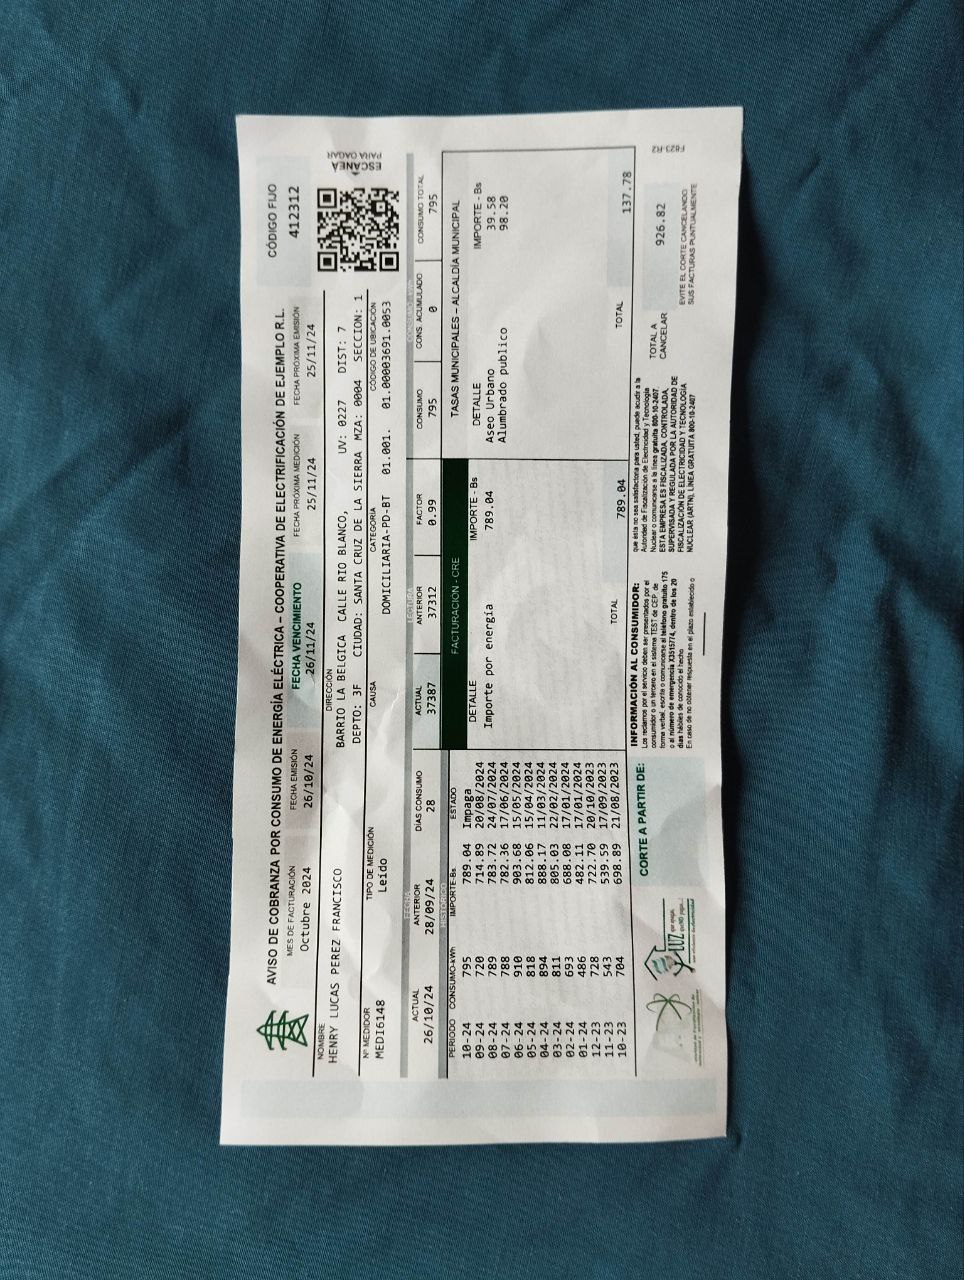 AVISO DE COBRANZA POR CONSUMO DE ENERGÍA ELÉCTRICA – COOPERATIVA DE ELECTRIFICACIÓN DE EJEMPLO R.L.
CÓDIGO FIJO
412312
MES DE FACTURACIÓN
Octubre 2024
FECHA EMISIÓN
26/10/24
FECHA VENCIMIENTO
26/11/24
FECHA PRÓXIMA MEDICIÓN
25/11/24
FECHA PRÓXIMA EMISIÓN
25/11/24
NOMBRE
HENRY LUCAS PEREZ FRANCISCO
DIRECCIÓN
BARRIO LA BELGICA CALLE RIO BLANCO, UV: 0227 DIST: 7
DEPTO: 3F CIUDAD: SANTA CRUZ DE LA SIERRA MZA: 0004 SECCION: 1
ESCANEA
PARA PAGAR
Nº MEDIDOR
MEDI6148
TIPO DE MEDICIÓN
Leído
CAUSA
CATEGORÍA
DOMICILIARIA-PD-BT
CÓDIGO DE UBICACIÓN
01.001. 01.00003691.0053
FECHA
LECTURA
ACTUAL ANTERIOR DÍAS CONSUMO ACTUAL ANTERIOR FACTOR CONSUMO CONS. ACUMULADO CONSUMO TOTAL
26/10/24 28/09/24 28 37387 37312 0.99 795 0 795
HISTÓRICO
PERIODO CONSUMO-kWh IMPORTE-Bs ESTADO
10-24 795 789.04 Impaga
09-24 720 714.89 20/08/2024
08-24 789 783.72 24/07/2024
07-24 788 782.36 17/06/2024
06-24 910 903.68 15/05/2024
05-24 818 812.06 15/04/2024
04-24 894 888.17 11/03/2024
03-24 811 805.03 22/02/2024
02-24 693 688.08 17/01/2024
01-24 486 482.11 17/01/2024
12-23 728 722.70 20/10/2023
11-23 543 539.59 17/09/2023
10-23 704 698.89 21/08/2023
FACTURACION - CRE
DETALLE IMPORTE - Bs
Importe por energía 789.04
TOTAL 789.04
TASAS MUNICIPALES – ALCALDÍA MUNICIPAL
DETALLE IMPORTE - Bs
Aseo Urbano 39.58
Alumbrado publico 98.20
TOTAL 137.78
CORTE A PARTIR DE:
INFORMACIÓN AL CONSUMIDOR:
Los reclamos por el servicio deben ser presentados por el
consumidor o un tercero en el sistema TEST de CEP. de
forma verbal, escrita o comunicarse al teléfono gratuito 175
o al número de emergencia X3515774, dentro de los 20
días hábiles de conocido el hecho
En caso de no obtener respuesta en el plazo establecido o
que ésta no sea satisfactoria para usted, puede acudir a la
Autoridad de Fiscalización de Electricidad y Tecnología
Nuclear o comunicarse a la línea gratuita 800-10-2407.
ESTA EMPRESA ES FISCALIZADA, CONTROLADA,
SUPERVISADA Y REGULADA POR LA AUTORIDAD DE
FISCALIZACIÓN DE ELECTRICIDAD Y TECNOLOGÍA
NUCLEAR (ARTN). LÍNEA GRATUITA 800-10-2407
TOTAL A
CANCELAR
926.82
EVITE EL CORTE CANCELANDO
SUS FACTURAS PUNTUALMENTE
F823-R2
LUZ